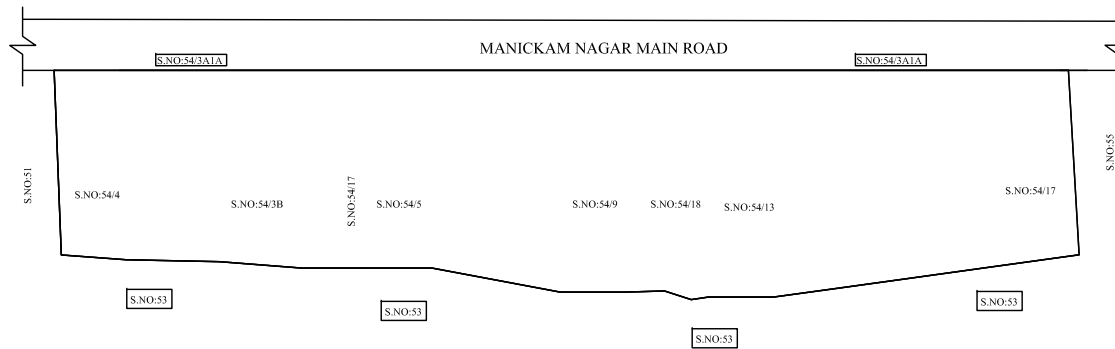 MANICKAM NAGAR MAIN ROAD
S.NO:54/3A1A
S.NO:54/3A1A
S.NO:51
S.NO:54/4
S.NO:54/3B
S.NO:54/17
S.NO:54/5
S.NO:54/9
S.NO:54/18
S.NO:54/13
S.NO:54/17
S.NO:55
S.NO:53
S.NO:53
S.NO:53
S.NO:53